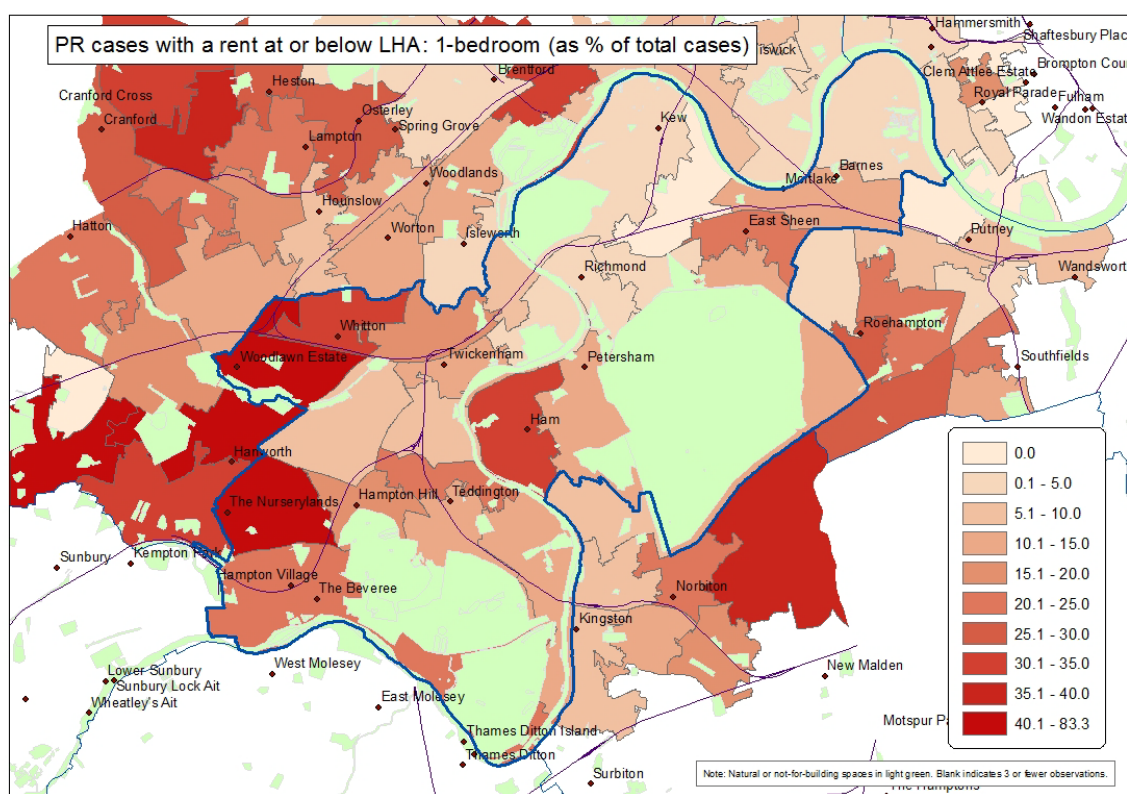 PR cases with a rent at or below LHA: 1-bedroom (as % of total cases)
Hammersmith
Shaftesbury Plac
Brentford
iswick
Heston
Clem Attlee Estate
Brompton Cour
Cranford Cross
Royal Parade
Fulham
Cranford
Osterley
Spring Grove
Kew
Wandon Estate
Lampton
Woodlands
Mortlake
Barnes
Hounslow
East Sheen
Hatton
Worton
Isleworth
Putney
Richmond
Wandswort
Whitton
Roehampton
Woodlawn Estate
Twickenham
Petersham
Southfields
Ham
Hanworth
The Nurserylands
Hampton Hill
Teddington
Sunbury
Kempton Park
Hampton Village
The Beveree
Norbiton
Kingston
Lower Sunbury
Sunbury Lock Ait
West Molesey
New Malden
Wheatley's Ait
East Molesey
Motspur Pa
Thames Ditton Island
Thames Ditton
Surbiton
The Hamptons
0.0
0.1 - 5.0
5.1 - 10.0
10.1 - 15.0
15.1 - 20.0
20.1 - 25.0
25.1 - 30.0
30.1 - 35.0
35.1 - 40.0
40.1 - 83.3
Note: Natural or not-for-building spaces in light green. Blank indicates 3 or fewer observations.